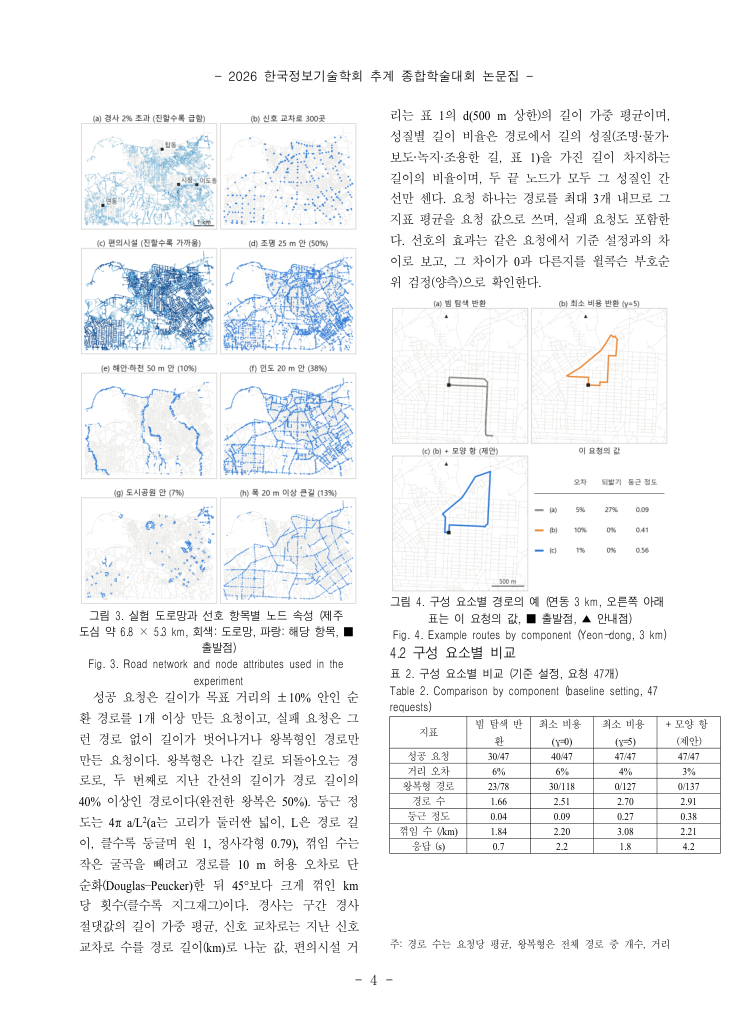 - 2026 한국정보기술학회 추계 종합학술대회 논문집 -
(a) 경사 2% 초과 (진할수록 급함)
(b) 신호 교차로 300곳
탑동
시청
이도동
연동
1 km
(c) 편의시설 (진할수록 가까움)
(d) 조명 25 m 안 (50%)
(e) 해안·하천 50 m 안 (10%)
(f) 인도 20 m 안 (38%)
(g) 도시공원 안 (7%)
(h) 폭 20 m 이상 큰길 (13%)
그림 3. 실험 도로망과 선호 항목별 노드 속성 (제주
도심 약 6.8 × 5.3 km, 회색: 도로망, 파랑: 해당 항목, ■
출발점)
Fig. 3. Road network and node attributes used in the
experiment
성공 요청은 길이가 목표 거리의 ±10% 안인 순
환 경로를 1개 이상 만든 요청이고, 실패 요청은 그
런 경로 없이 길이가 벗어나거나 왕복형인 경로만
만든 요청이다. 왕복형은 나간 길로 되돌아오는 경
로로, 두 번째로 지난 간선의 길이가 경로 길이의
40% 이상인 경로이다(완전한 왕복은 50%). 둥근 정
도는 4π a/L²(a는 고리가 둘러싼 넓이, L은 경로 길
이, 클수록 둥글며 원 1, 정사각형 0.79), 꺾임 수는
작은 굴곡을 빼려고 경로를 10 m 허용 오차로 단
순화(Douglas–Peucker)한 뒤 45°보다 크게 꺾인 km
당 횟수(클수록 지그재그)이다. 경사는 구간 경사
절댓값의 길이 가중 평균, 신호 교차로는 지난 신호
교차로 수를 경로 길이(km)로 나눈 값, 편의시설 거
리는 표 1의 d(500 m 상한)의 길이 가중 평균이며,
성질별 길이 비율은 경로에서 길의 성질(조명·물가·
보도·녹지·조용한 길, 표 1)을 가진 길이 차지하는
길이의 비율이며, 두 끝 노드가 모두 그 성질인 간
선만 센다. 요청 하나는 경로를 최대 3개 내므로 그
지표 평균을 요청 값으로 쓰며, 실패 요청도 포함한
다. 선호의 효과는 같은 요청에서 기준 설정과의 차
이로 보고, 그 차이가 0과 다른지를 윌콕슨 부호순
위 검정(양측)으로 확인한다.
(a) 빔 탐색 반환
(b) 최소 비용 반환 (γ=5)
(c) (b) + 모양 항 (제안)
500 m
이 요청의 값
오차 되밟기 둥근 정도
(a) 5% 27% 0.09
(b) 10% 0% 0.41
(c) 1% 0% 0.56
그림 4. 구성 요소별 경로의 예 (연동 3 km, 오른쪽 아래
표는 이 요청의 값, ■ 출발점, ▲ 안내점)
Fig. 4. Example routes by component (Yeon-dong, 3 km)
4.2 구성 요소별 비교
표 2. 구성 요소별 비교 (기준 설정, 요청 47개)
Table 2. Comparison by component (baseline setting, 47
requests)
지표 빔 탐색 반환 최소 비용 (γ=0) 최소 비용 (γ=5) + 모양 항 (제안)
성공 요청 30/47 40/47 47/47 47/47
거리 오차 6% 6% 4% 3%
왕복형 경로 23/78 30/118 0/127 0/137
경로 수 1.66 2.51 2.70 2.91
둥근 정도 0.04 0.09 0.27 0.38
꺾임 수 (/km) 1.84 2.20 3.08 2.21
응답 (s) 0.7 2.2 1.8 4.2
주: 경로 수는 요청당 평균, 왕복형은 전체 경로 중 개수, 거리
- 4 -